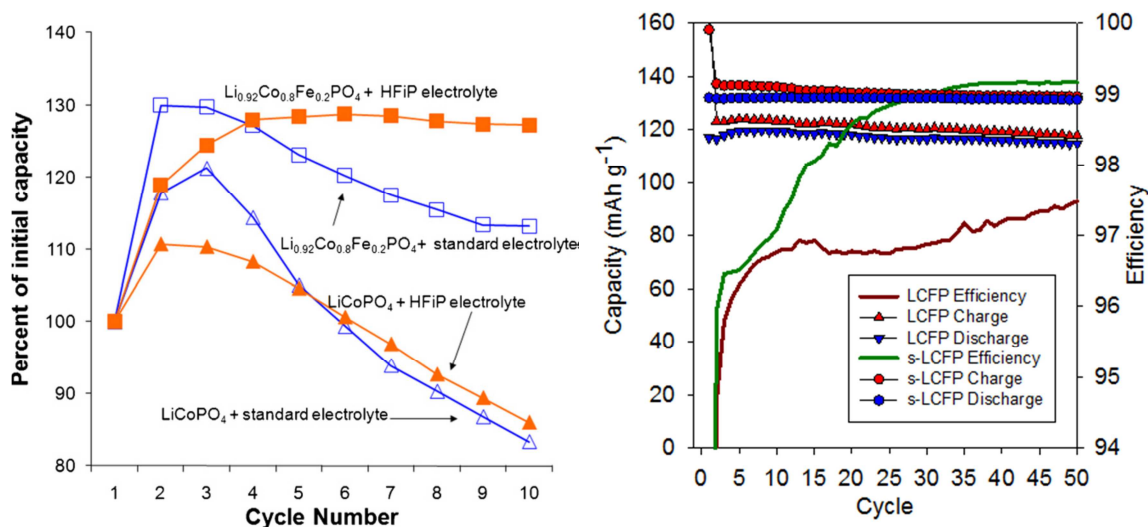 Percent of initial capacity
130
120
110
100
90
80
Li₀.₉₂Co₀.₈Fe₀.₂PO₄ + HFiP electrolyte
Li₀.₉₂Co₀.₈Fe₀.₂PO₄ + standard electrolyte
LiCoPO₄ + HFiP electrolyte
LiCoPO₄ + standard electrolyte
1 2 3 4 5 6 7 8 9 10
Cycle Number
Capacity (mAh g⁻¹)
160
140
120
100
80
60
40
20
0
LCFP Efficiency
LCFP Charge
LCFP Discharge
s-LCFP Efficiency
s-LCFP Charge
s-LCFP Discharge
0 5 10 15 20 25 30 35 40 45 50
Cycle
100
99
98
97
96
95
94
Efficiency